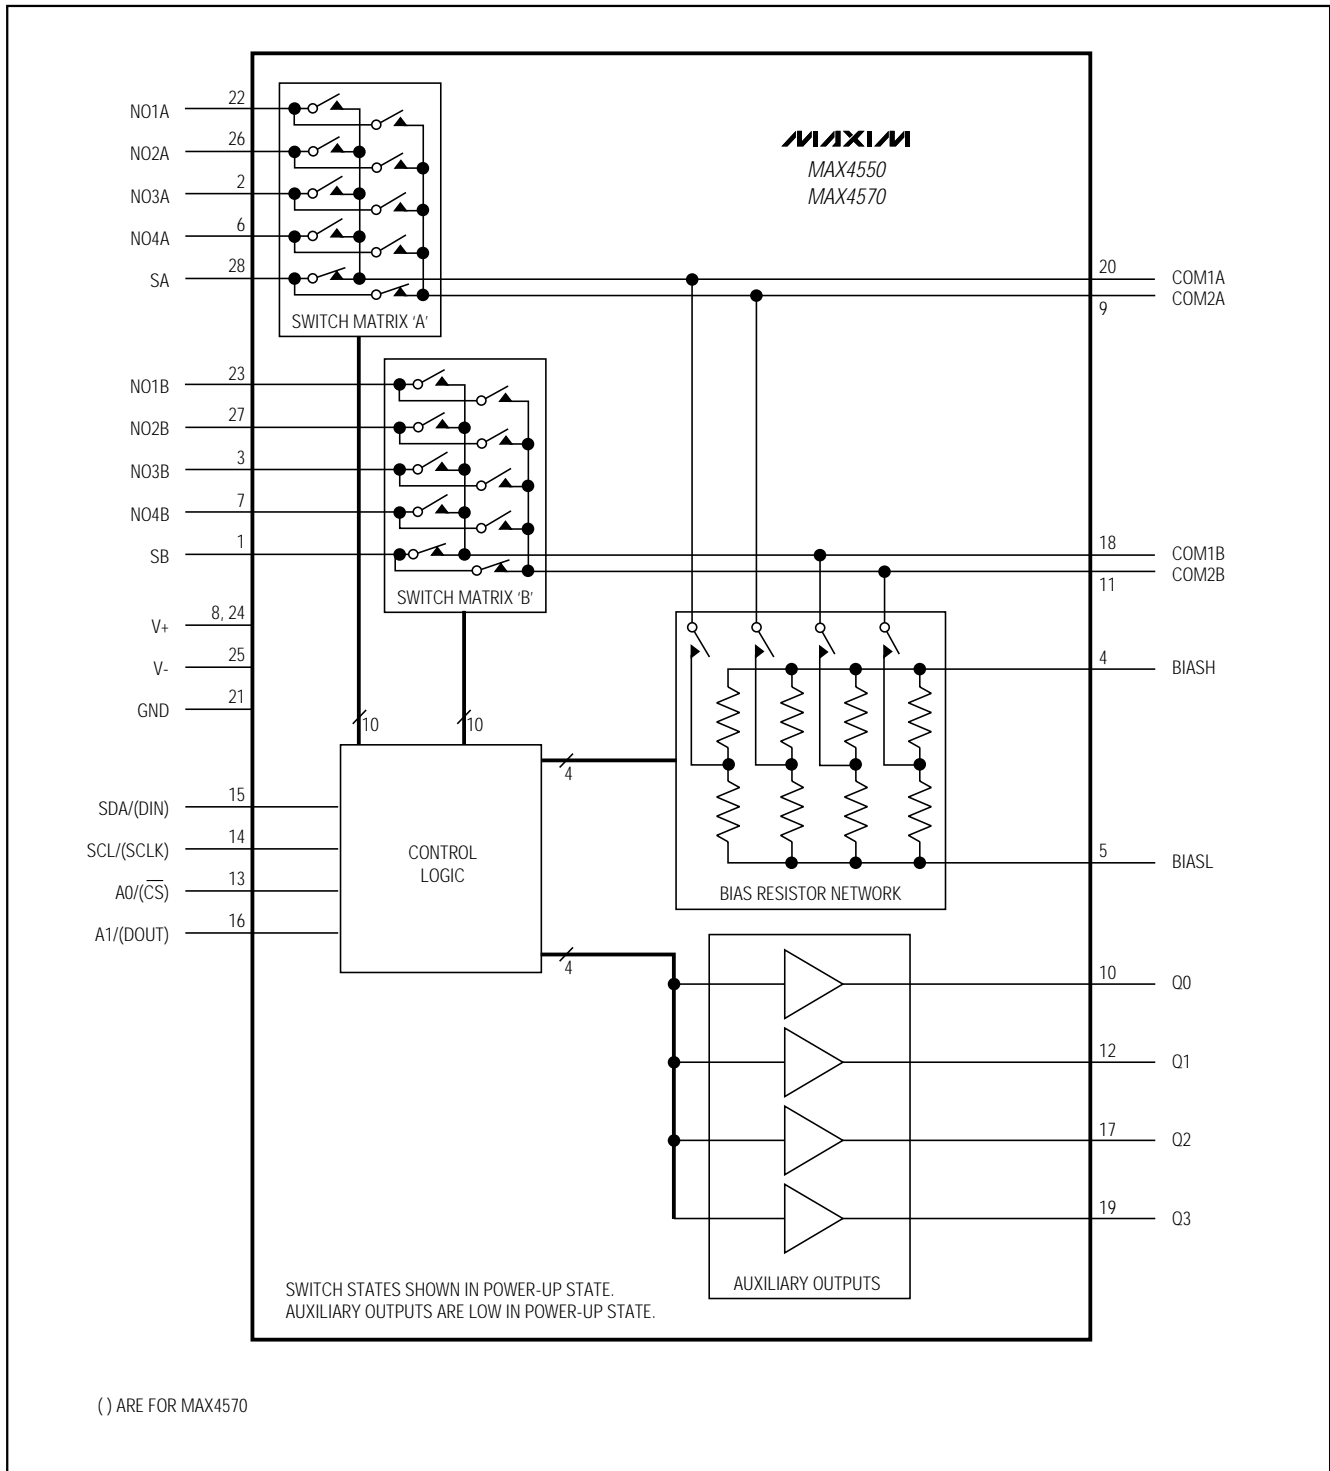 MAXIM
MAX4550
MAX4570
NO1A 22
NO2A 26
NO3A 2
NO4A 6
SA 28
SWITCH MATRIX 'A'
20 COM1A
9 COM2A
NO1B 23
NO2B 27
NO3B 3
NO4B 7
SB 1
SWITCH MATRIX 'B'
18 COM1B
11 COM2B
V+ 8, 24
V- 25
GND 21
10
10
4 BIASH
4
5 BIASL
BIAS RESISTOR NETWORK
SDA/(DIN) 15
SCL/(SCLK) 14
A0/(C̅S̅) 13
A1/(DOUT) 16
CONTROL
LOGIC
4
10 Q0
12 Q1
17 Q2
19 Q3
AUXILIARY OUTPUTS
SWITCH STATES SHOWN IN POWER-UP STATE.
AUXILIARY OUTPUTS ARE LOW IN POWER-UP STATE.
( ) ARE FOR MAX4570